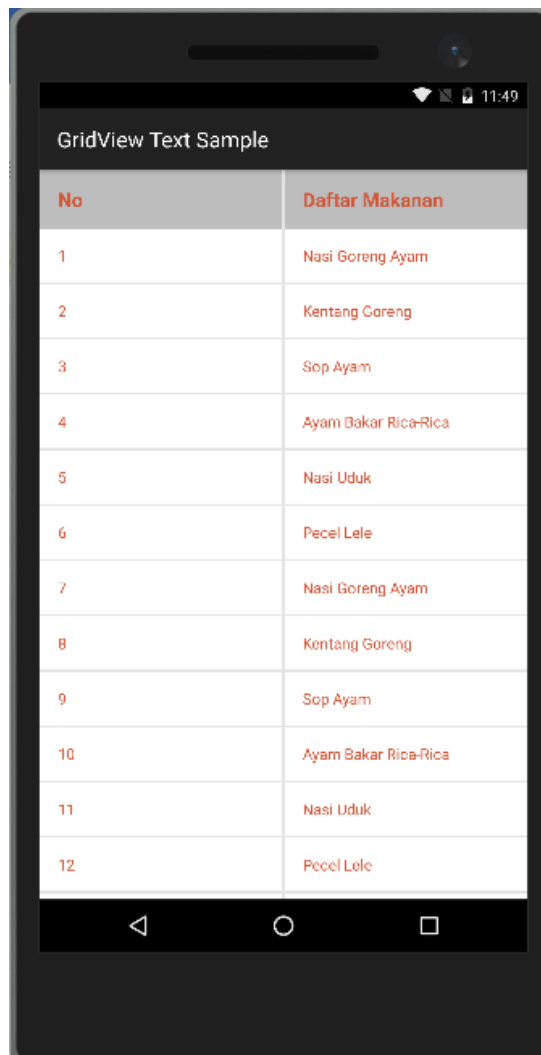 11:49
GridView Text Sample
No Daftar Makanan
1 Nasi Goreng Ayam
2 Kentang Goreng
3 Sop Ayam
4 Ayam Bakar Rica-Rica
5 Nasi Uduk
6 Pecel Lele
7 Nasi Goreng Ayam
8 Kentang Goreng
9 Sop Ayam
10 Ayam Bakar Rica-Rica
11 Nasi Uduk
12 Pecel Lele